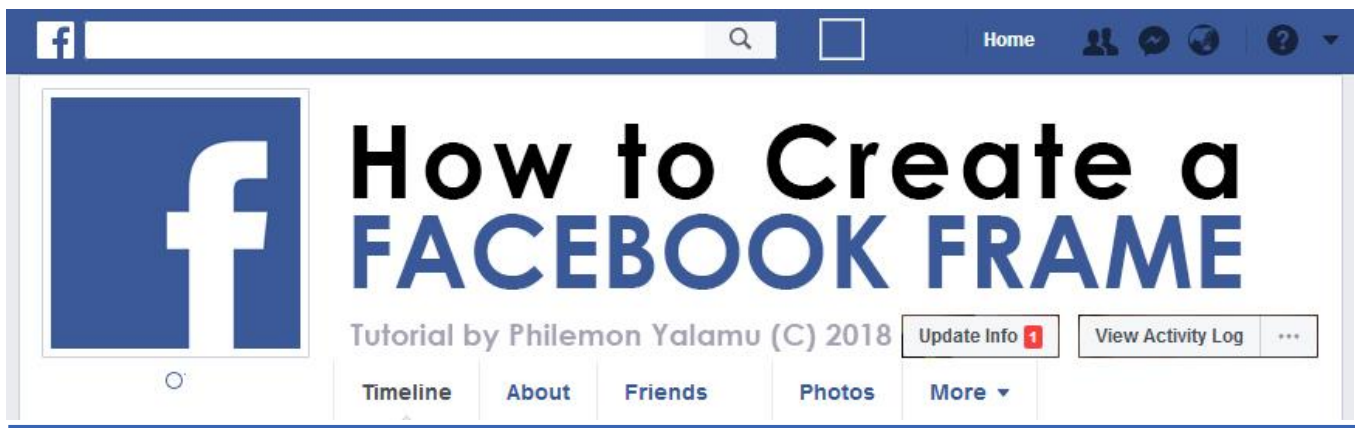 f
Home
f
How to Create a
FACEBOOK FRAME
Tutorial by Philemon Yalamu (C) 2018
Update Info 1
View Activity Log ...
Timeline About Friends Photos More